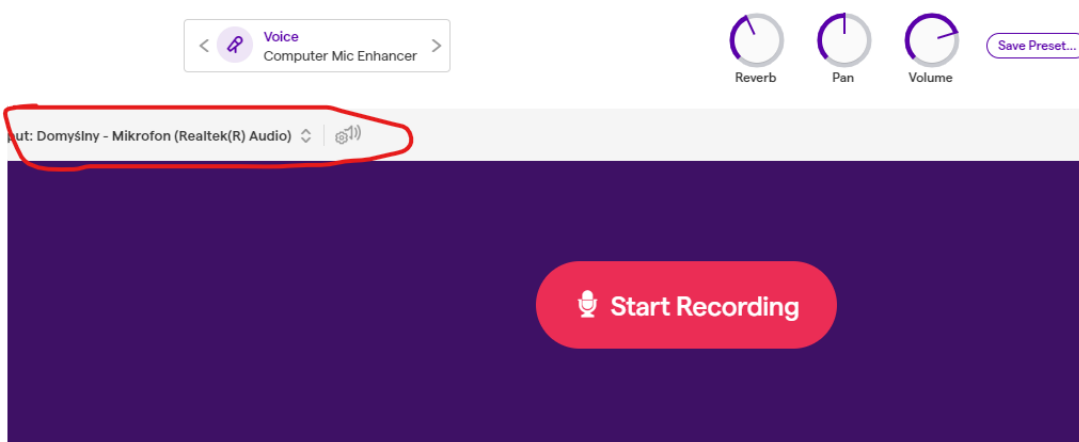 Voice
Computer Mic Enhancer
Reverb
Pan
Volume
Save Preset...
put: Domyślny - Mikrofon (Realtek(R) Audio)
Start Recording